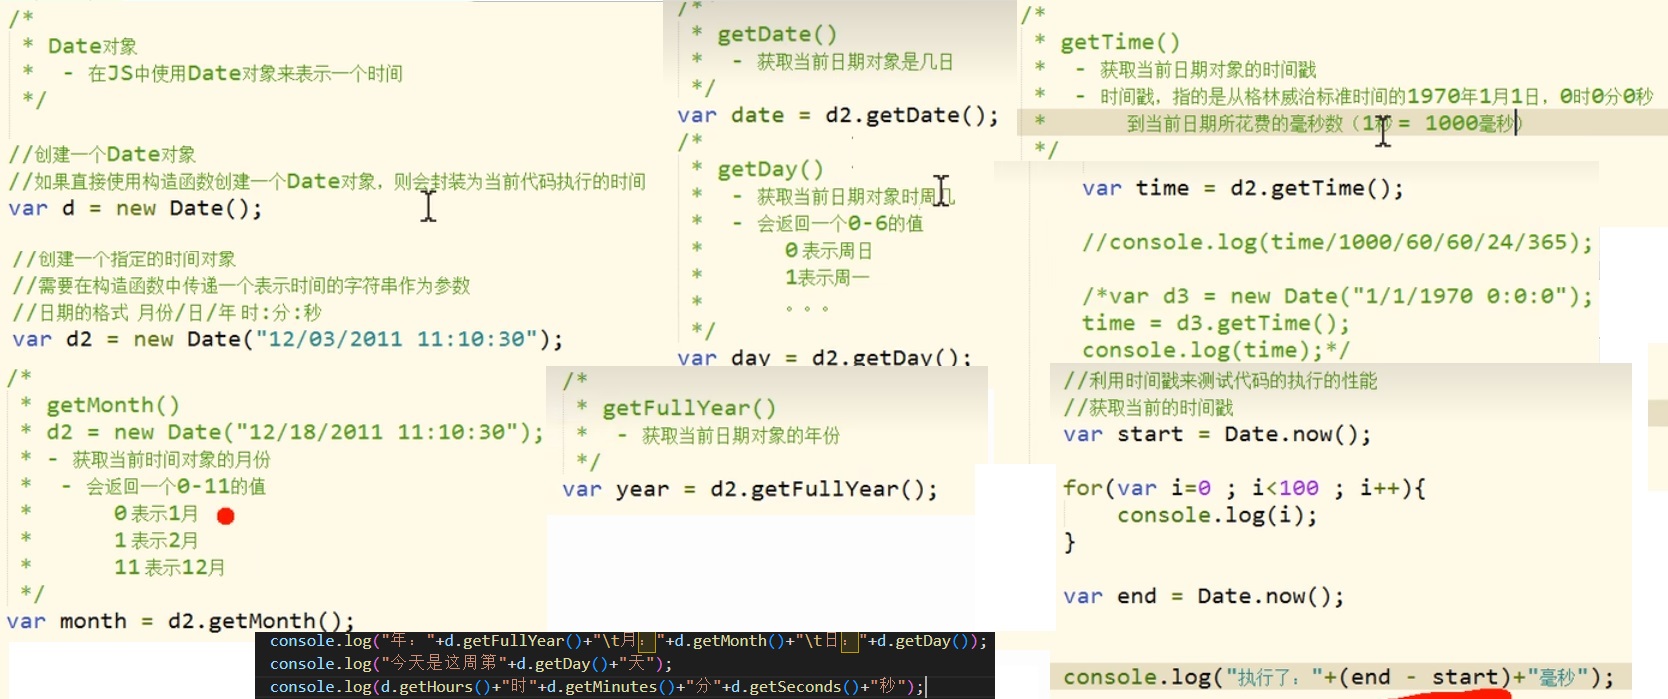 /*
 * Date对象
 *  - 在JS中使用Date对象来表示一个时间
 */
//创建一个Date对象
//如果直接使用构造函数创建一个Date对象，则会封装为当前代码执行的时间
var d = new Date();
//创建一个指定的时间对象
//需要在构造函数中传递一个表示时间的字符串作为参数
//日期的格式 月份/日/年 时:分:秒
var d2 = new Date("12/03/2011 11:10:30");
/*
 * getMonth()
 * d2 = new Date("12/18/2011 11:10:30");
 * - 获取当前时间对象的月份
 *  - 会返回一个0-11的值
 *      0 表示1月
 *      1 表示2月
 *      11 表示12月
 */
var month = d2.getMonth();
/*
 * getDate()
 *  - 获取当前日期对象是几日
 */
var date = d2.getDate();
/*
 * getDay()
 *  - 获取当前日期对象时周几
 *  - 会返回一个0-6的值
 *      0 表示周日
 *      1表示周一
 *      。。。
 */
var day = d2.getDay();
/*
 * getFullYear()
 *  - 获取当前日期对象的年份
 */
var year = d2.getFullYear();
/*
 * getTime()
 *  - 获取当前日期对象的时间戳
 *  - 时间戳，指的是从格林威治标准时间的1970年1月1日，0时0分0秒
 *      到当前日期所花费的毫秒数（1秒 = 1000毫秒）
 */
var time = d2.getTime();
//console.log(time/1000/60/60/24/365);
/*var d3 = new Date("1/1/1970 0:0:0");
time = d3.getTime();
console.log(time);*/
//利用时间戳来测试代码的执行的性能
//获取当前的时间戳
var start = Date.now();
for(var i=0 ; i<100 ; i++){
    console.log(i);
}
var end = Date.now();
console.log("执行了："+(end - start)+"毫秒");
console.log("年："+d.getFullYear()+"\t月："+d.getMonth()+"\t日："+d.getDay());
console.log("今天是这周第"+d.getDay()+"天");
console.log(d.getHours()+"时"+d.getMinutes()+"分"+d.getSeconds()+"秒");